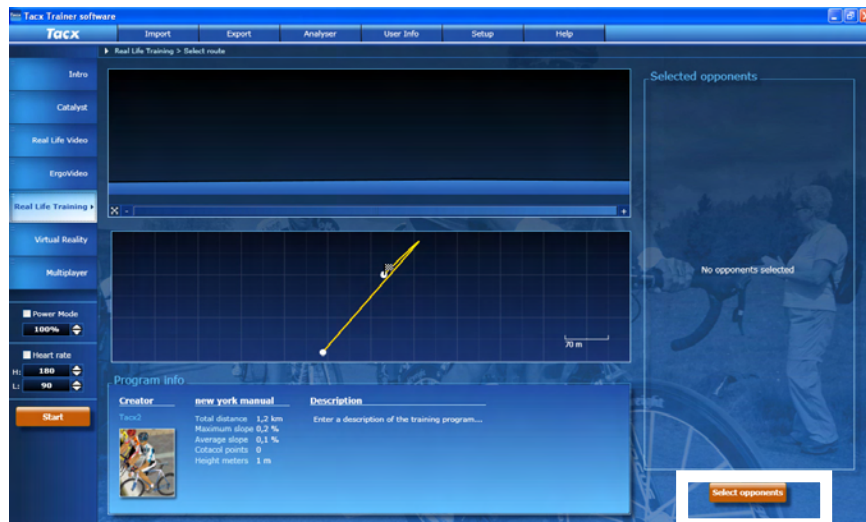 Tacx Trainer software
Tacx
Import
Export
Analyser
User Info
Setup
Help
Real Life Training > Select route
Intro
Catalyst
Real Life Video
ErgoVideo
Real Life Training
Virtual Reality
Multiplayer
Power Mode
100%
Heart rate
H: 180
L: 90
Start
70 m
Selected opponents
No opponents selected
Select opponents
Program info
Creator
Tacx2
new york manual
Total distance 1,2 km
Maximum slope 0,2 %
Average slope 0,1 %
Cotacol points 0
Height meters 1 m
Description
Enter a description of the training program...